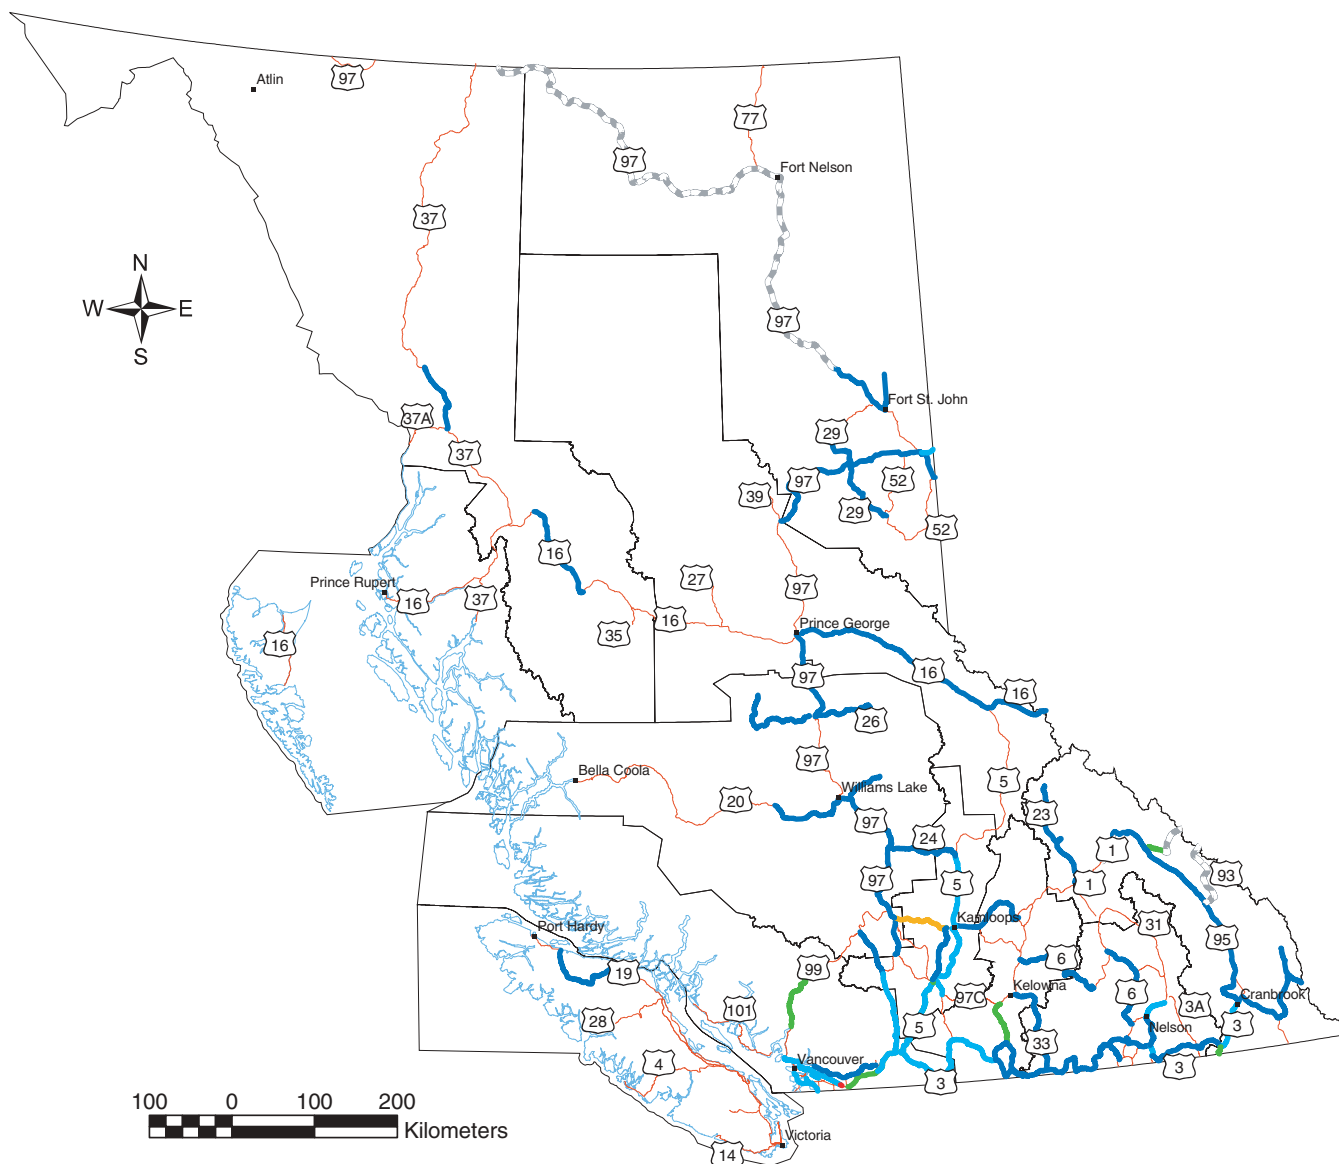 Atlin
97
77
97
Fort Nelson
37
N
W
E
S
97
37A
Fort St. John
29
37
97
52
39
29
52
16
27
97
Prince Rupert
16
37
16
35
Prince George
16
97
16
16
26
97
Bella Coola
5
Williams Lake
20
23
97
24
1
97
5
1
93
Kamloops
31
Port Hardy
95
19
99
6
Kelowna
97C
6
Cranbrook
3A
101
28
5
Nelson
3
33
4
Vancouver
3
3
100
0
100
200
Kilometers
Victoria
14